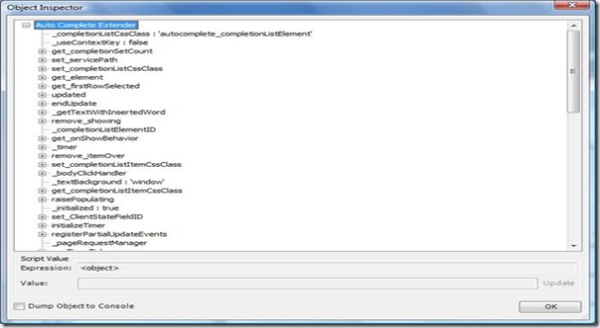 Object Inspector
Auto Complete Extender
_completionListCssClass : 'autocomplete_completionListElement'
_useContextKey : false
get_completionSetCount
set_servicePath
set_completionListCssClass
get_element
get_firstRowSelected
updated
endUpdate
_getTextWithInsertedWord
remove_showing
_completionListElementID
get_onShowBehavior
_timer
remove_itemOver
set_completionListItemCssClass
_bodyClickHandler
_textBackground : 'window'
get_completionListItemCssClass
raisePopulating
_initialized : true
set_ClientStateFieldID
initializeTimer
registerPartialUpdateEvents
_pageRequestManager
Script Value
Expression: <object>
Value:
Update
Dump Object to Console
OK